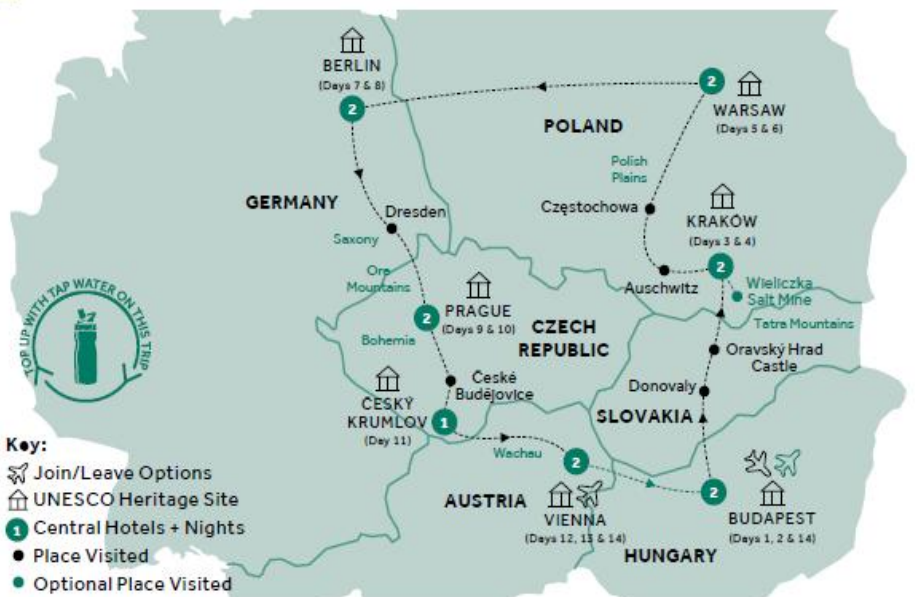 BERLIN
(Days 7 & 8)
2
2
WARSAW
(Days 5 & 6)
POLAND
Polish
Plains
GERMANY
Dresden
Saxony
Częstochowa
KRAKÓW
(Days 3 & 4)
2
Auschwitz
Wieliczka
Salt Mine
Tatra Mountains
Ore
Mountains
PRAGUE
(Days 9 & 10)
2
Bohemia
CZECH
REPUBLIC
Oravský Hrad
Castle
Donovaly
SLOVAKIA
České
Budějovice
ČESKÝ
KRUMLOV
(Day 11)
1
Wachau
2
AUSTRIA
VIENNA
(Days 12, 13 & 14)
2
BUDAPEST
(Days 1, 2 & 14)
HUNGARY
TOP UP WITH TAP WATER ON THIS TRIP
Key:
Join/Leave Options
UNESCO Heritage Site
1 Central Hotels + Nights
Place Visited
Optional Place Visited